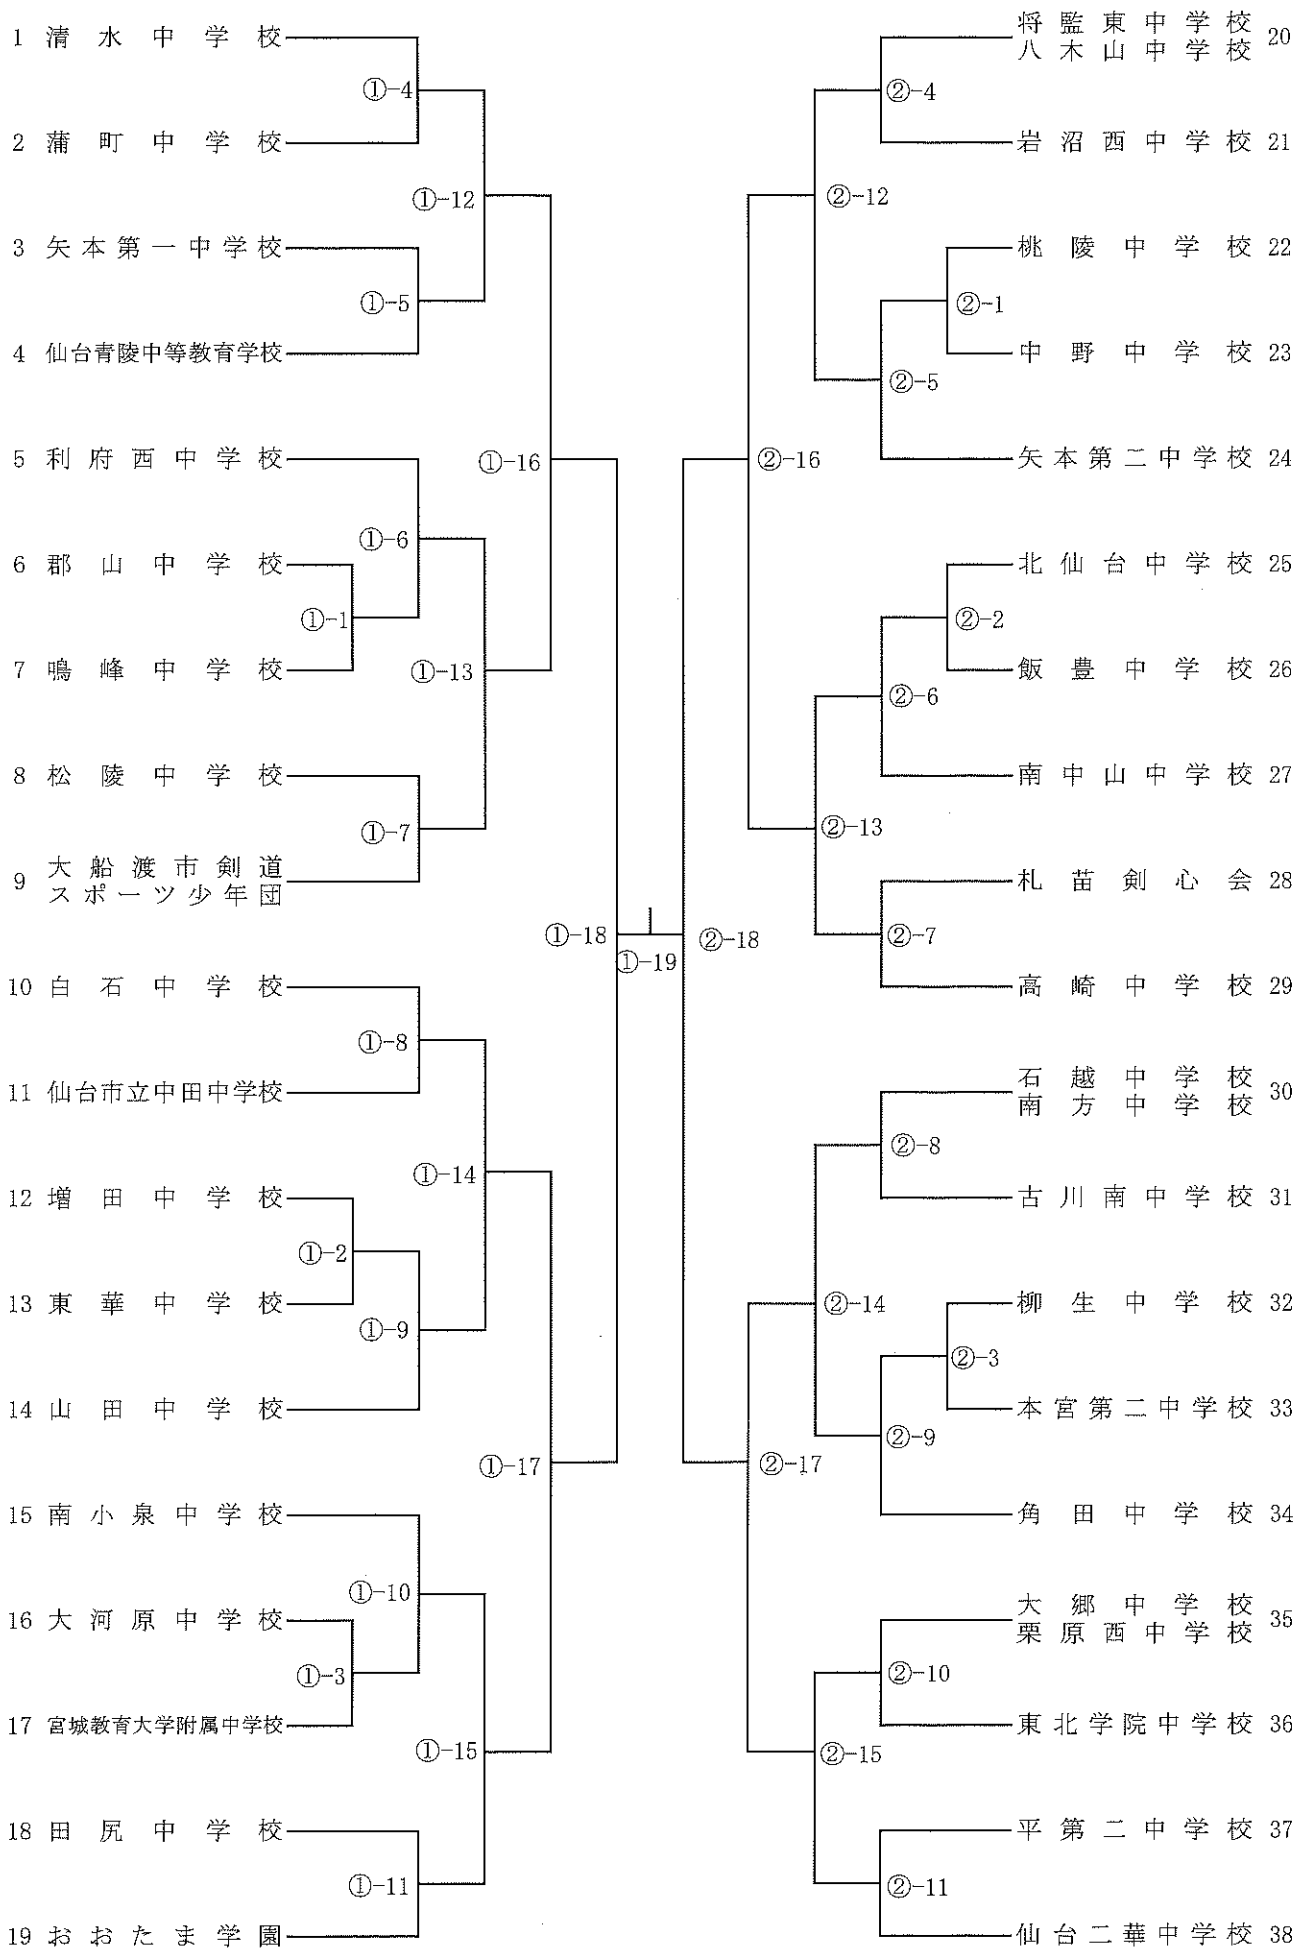 1 清水中学校
①-4
2 蒲町中学校
①-12
3 矢本第一中学校
①-5
4 仙台青陵中等教育学校
5 利府西中学校
①-16
①-6
6 郡山中学校
①-1
7 鳴峰中学校
①-13
8 松陵中学校
①-7
9 大船渡市剣道
スポーツ少年団
①-18
①-19
10 白石中学校
①-8
11 仙台市立中田中学校
①-14
12 増田中学校
①-2
13 東華中学校
①-9
14 山田中学校
①-17
15 南小泉中学校
①-10
16 大河原中学校
①-3
17 宮城教育大学附属中学校
①-15
18 田尻中学校
①-11
19 おおたま学園
将監東中学校
八木山中学校 20
②-4
岩沼西中学校 21
②-12
桃陵中学校 22
②-1
中野中学校 23
②-5
矢本第二中学校 24
②-16
北仙台中学校 25
②-2
飯豊中学校 26
②-6
南中山中学校 27
②-13
札苗剣心会 28
②-7
②-18
高崎中学校 29
石越中学校
南方中学校 30
②-8
古川南中学校 31
②-14
柳生中学校 32
②-3
本宮第二中学校 33
②-9
②-17
角田中学校 34
大郷中学校
栗原西中学校 35
②-10
東北学院中学校 36
②-15
平第二中学校 37
②-11
仙台二華中学校 38